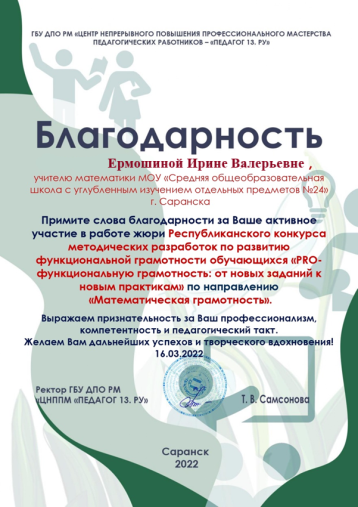 ГБУ ДПО РМ «ЦЕНТР НЕПРЕРЫВНОГО ПОВЫШЕНИЯ ПРОФЕССИОНАЛЬНОГО МАСТЕРСТВА
ПЕДАГОГИЧЕСКИХ РАБОТНИКОВ – «ПЕДАГОГ 13. РУ»
Благодарность
Ермошиной Ирине Валерьевне ,
учителю математики МОУ «Средняя общеобразовательная
школа с углубленным изучением отдельных предметов №24»
г. Саранска
Примите слова благодарности за Ваше активное
участие в работе жюри Республиканского конкурса
методических разработок по развитию
функциональной грамотности обучающихся «PRO-
функциональную грамотность: от новых заданий к
новым практикам» по направлению
«Математическая грамотность».
Выражаем признательность за Ваш профессионализм,
компетентность и педагогический такт.
Желаем Вам дальнейших успехов и творческого вдохновения!
16.03.2022
Ректор ГБУ ДПО РМ
«ЦНППМ «ПЕДАГОГ 13. РУ»
Т. В. Самсонова
Саранск
2022